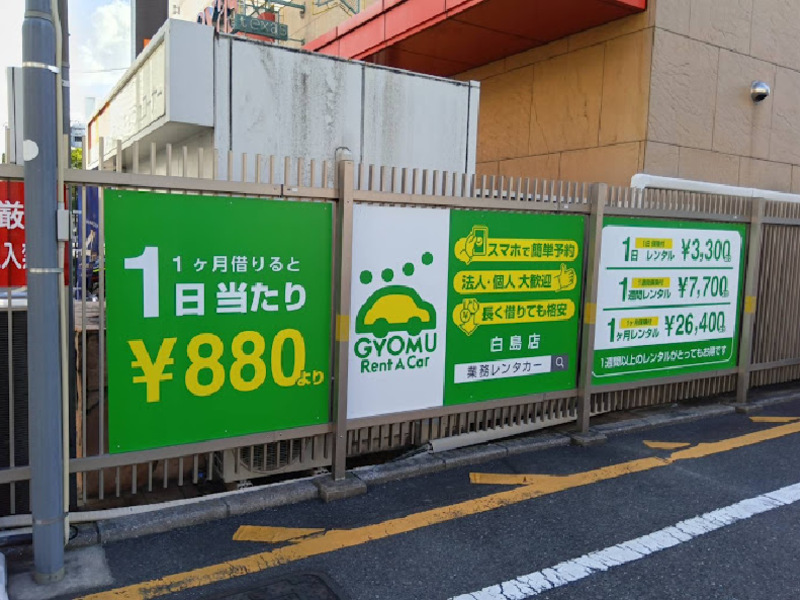 texas
厳
入
1ヶ月借りると
1日当たり
¥880より
GYOMU
Rent A Car
スマホで簡単予約
法人・個人 大歓迎
長く借りても格安
白島店
業務レンタカー
1日 レンタル ¥3,300
1週間レンタル ¥7,700
1ヶ月レンタル ¥26,400
1週間以上のレンタルがとってもお得です